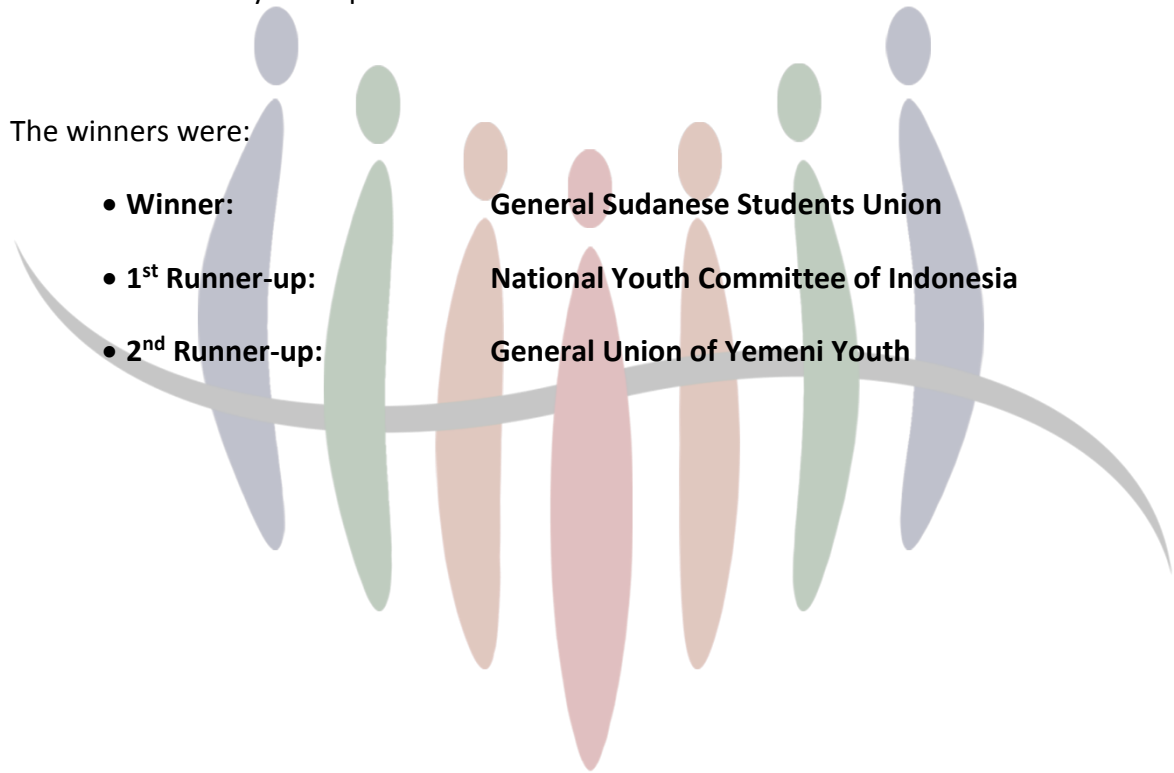 The winners were:
• Winner: General Sudanese Students Union
• 1st Runner-up: National Youth Committee of Indonesia
• 2nd Runner-up: General Union of Yemeni Youth